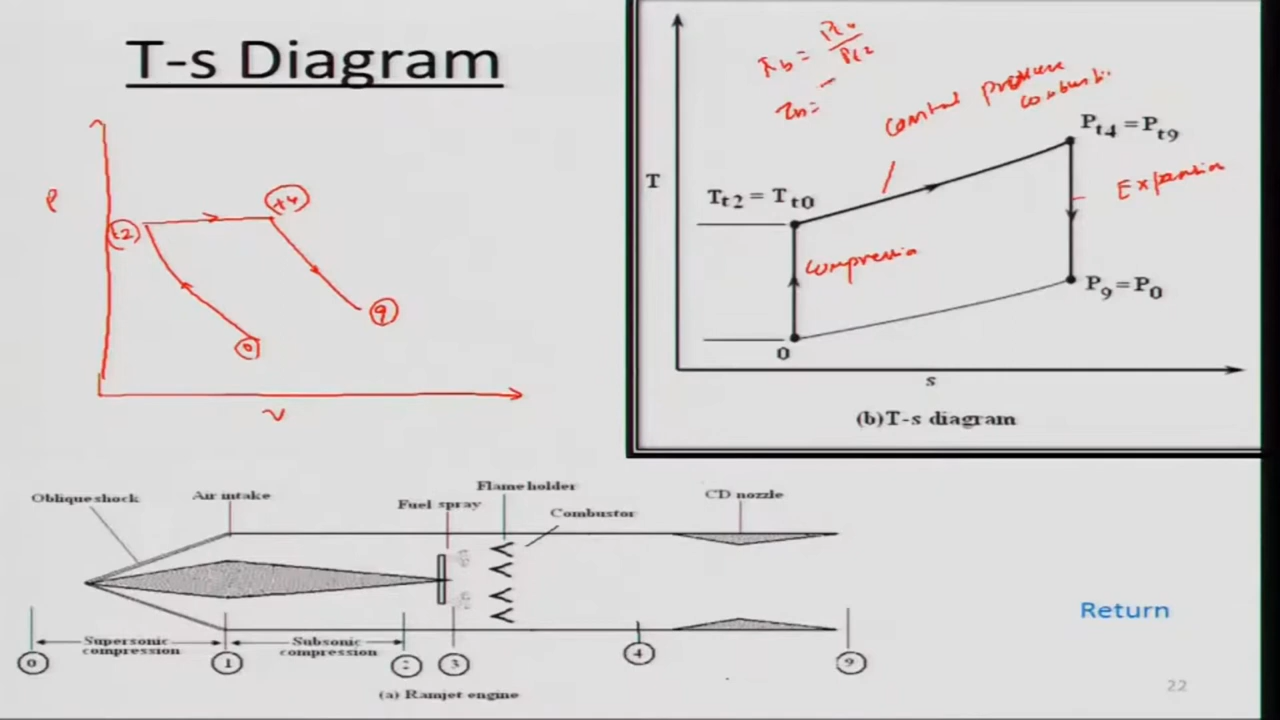 T-s Diagram
P
t2
t4
0
9
v
πb = Pt4
Pt2
constant pressure
Pt4 = Pt9
T
Tt2 = Tt0
Expansion
compression
P9 = P0
0
s
(b)T-s diagram
Oblique shock
Air intake
Fuel spray
Flame holder
Combustor
CD nozzle
Supersonic
compression
Subsonic
compression
0
1
2
3
4
9
(a) Ramjet engine
Return
22